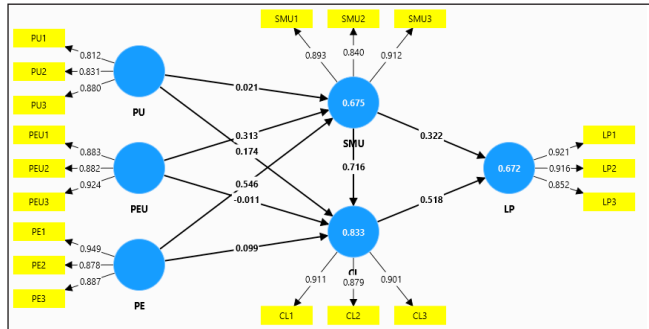 SMU1 SMU2 SMU3
PU1
0.812
PU2
0.831
PU3
0.880
PU
0.893 0.840 0.912
0.675
SMU
0.021
PEU1
0.883
PEU2
0.882
PEU3
0.924
PEU
0.313
0.174
0.716
0.322
0.672
LP
0.921
LP1
0.916
LP2
0.852
LP3
0.546
-0.011
0.518
PE1
0.949
PE2
0.878
PE3
0.887
PE
0.099
0.833
CL
0.911 0.879 0.901
CL1 CL2 CL3